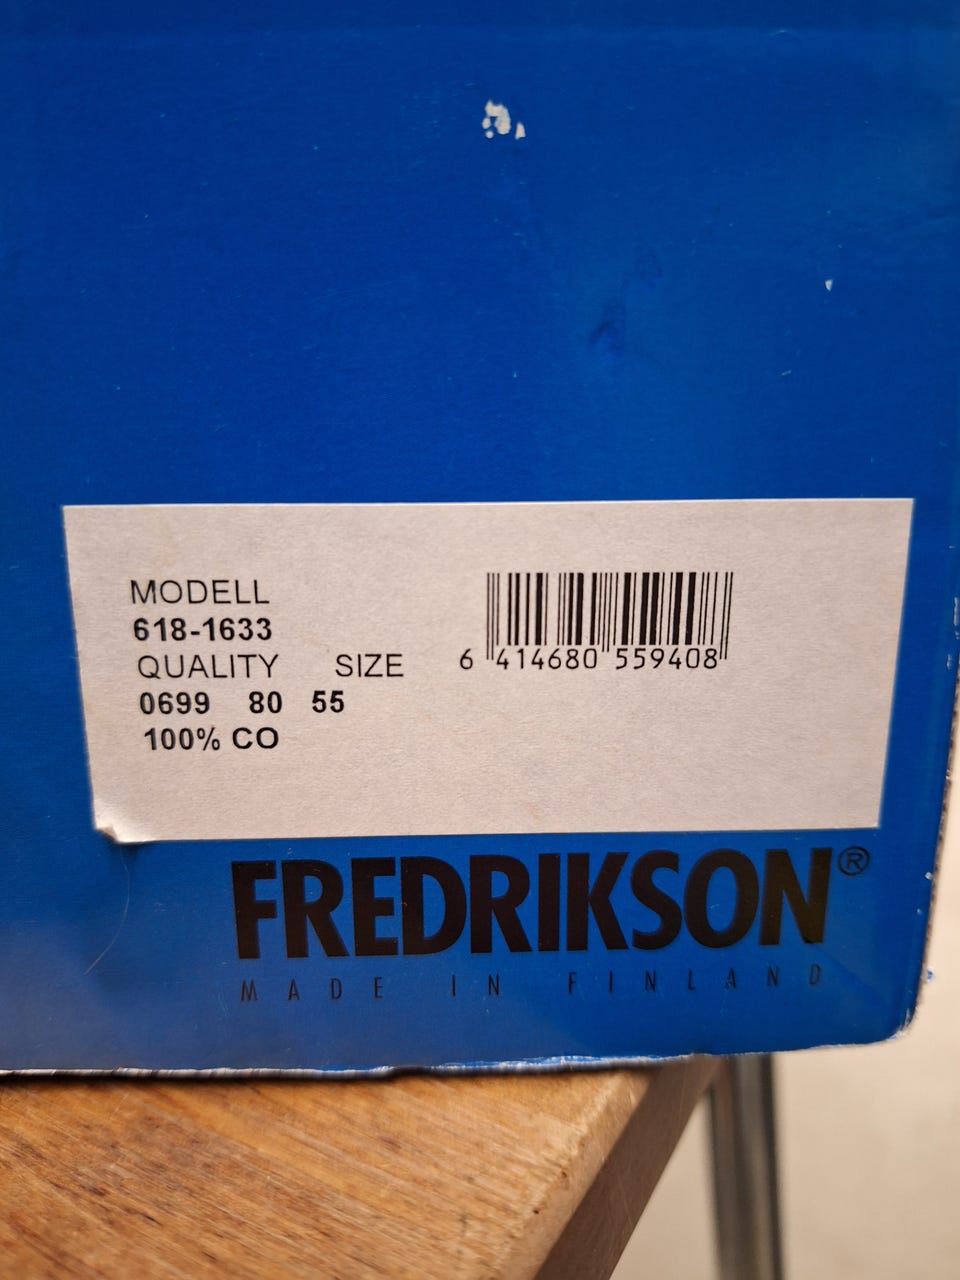 MODELL
618-1633
QUALITY SIZE
0699 80 55
100% CO
6 414680 559408
FREDRIKSON®
MADE IN FINLAND